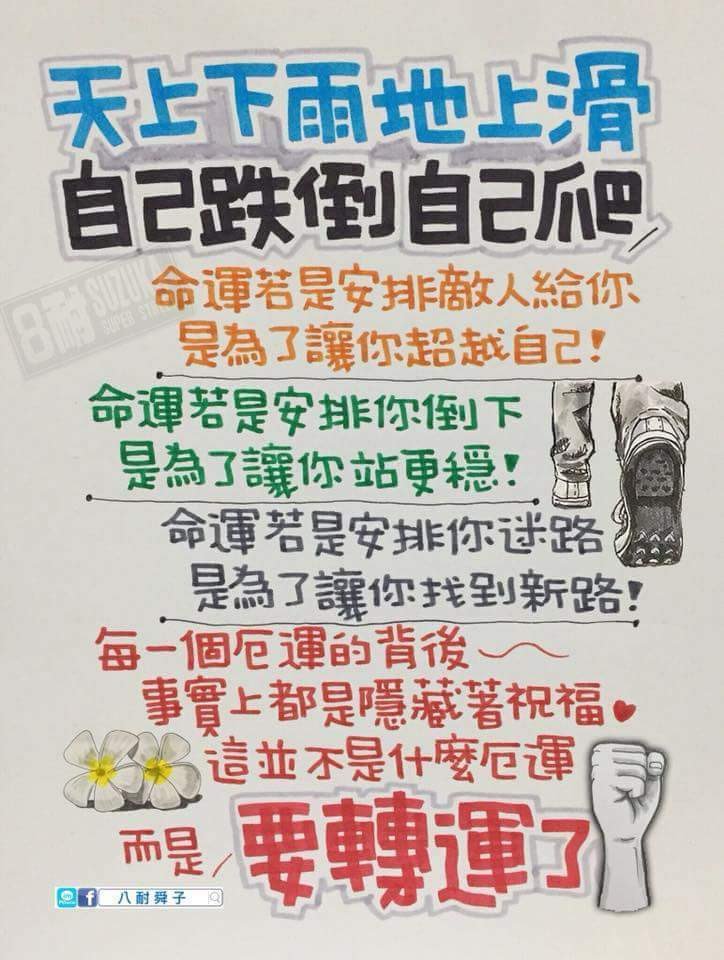 天上下雨地上滑
自己跌倒自己爬
8耐 SUZUKA
命運若是安排敵人給你
是為了讓你超越自己!
命運若是安排你倒下
是為了讓你站更穩!
命運若是安排你迷路
是為了讓你找到新路!
每一個厄運的背後
事實上都是隱藏著祝福
這並不是什麼厄運
而是
要轉運了
八耐舜子